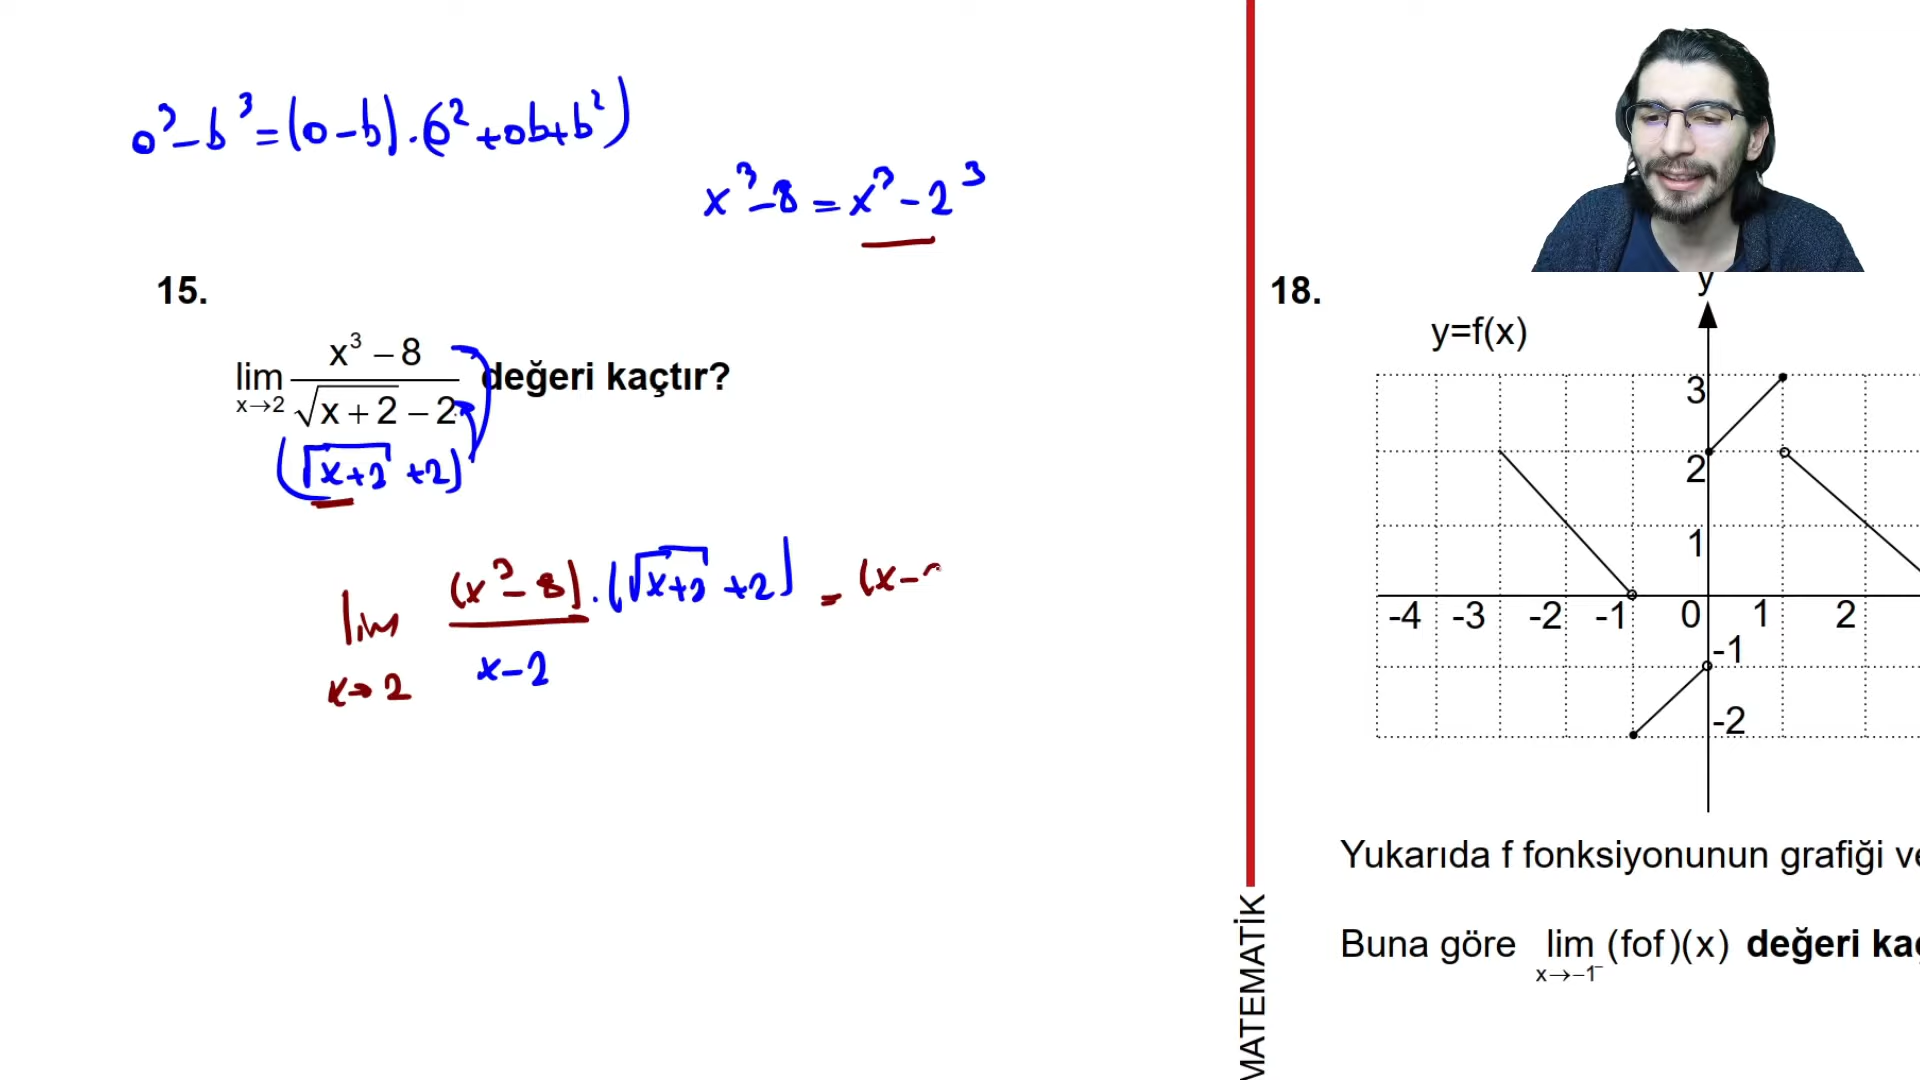 a³ - b³ = (a - b) . (a² + ab + b²)
x³ - 8 = x³ - 2³
15.
lim x→2 (x³ - 8) / (√(x+2) - 2) değeri kaçtır?
(√(x+2) + 2)
lim x→2 (x³ - 8) . (√(x+2) + 2) / (x - 2) = (x -
MATEMATİK
18.
y
y=f(x)
3
2
1
-4 -3 -2 -1 0 1 2
-1
-2
Yukarıda f fonksiyonunun grafiği
Buna göre lim x→-1⁻ (fof)(x) değeri